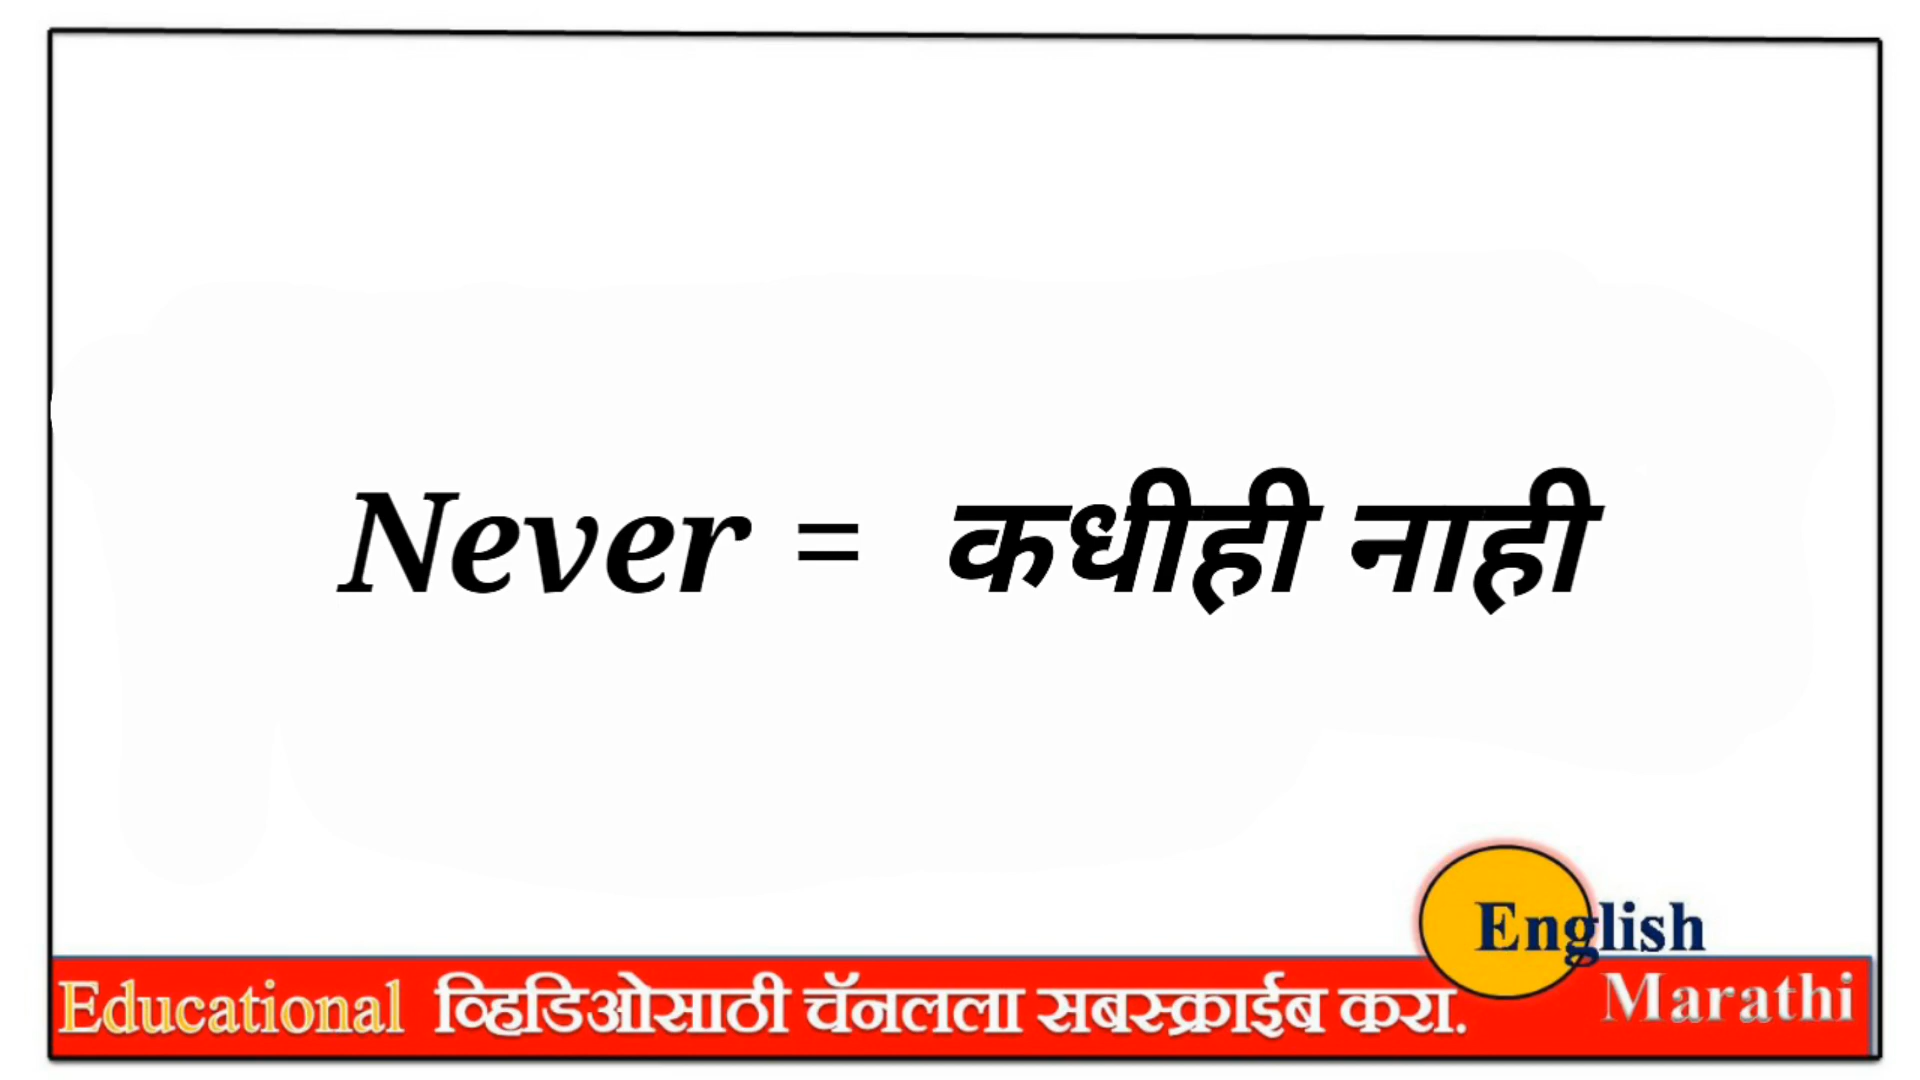 Never = कधीही नाही
English
Educational व्हिडिओसाठी चॅनलला सबस्क्राईब करा. Marathi